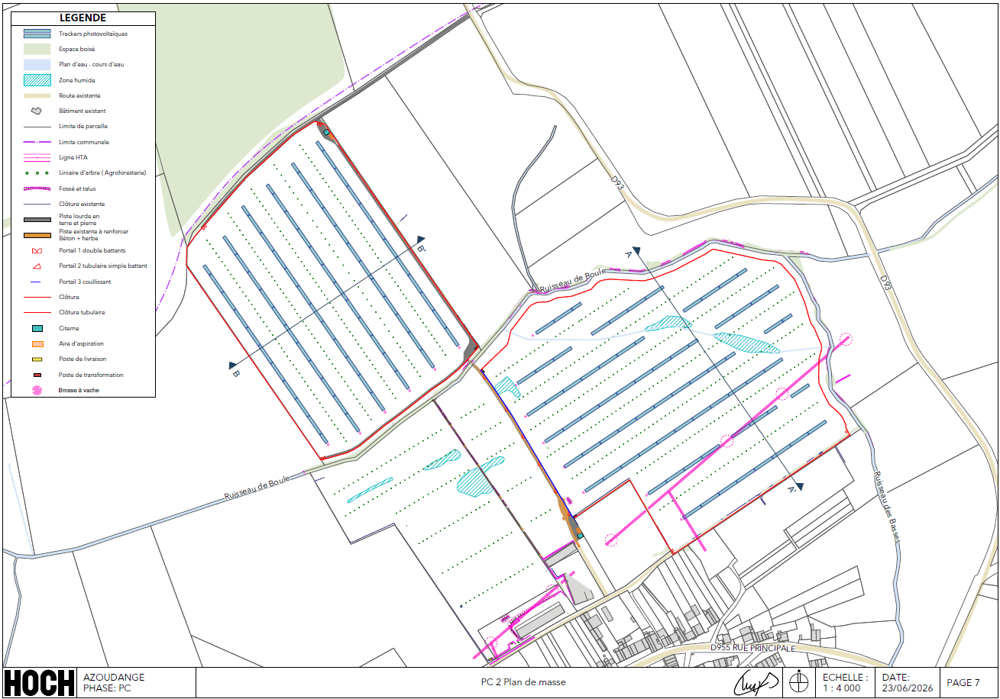 LEGENDE
Trackers photovoltaïques
Espace boisé
Plan d'eau - cours d'eau
Zone humide
Route existante
Bâtiment existant
Limite de parcelle
Limite communale
Ligne HTA
Liniaire d'arbre ( Agroforesterie)
Fossé et talus
Clôture existante
Piste lourde en
terre et pierre
Piste existante à renforcer
Béton + herbe
Portail 1 double battants
Portail 2 tubulaire simple battant
Portail 3 coullissant
Clôture
Clôture tubulaire
Citerne
Aire d'aspiration
Poste de livraison
Poste de transformation
Brosse à vache
D93
B'
A
Ruisseau de Boule
D93
B
Ruisseau de Boule
A'
Ruisseau des Basses
D955 RUE PRINCIPALE
HOCH
AZOUDANGE
PHASE: PC
PC 2 Plan de masse
ECHELLE :
1 : 4 000
DATE:
23/06/2026
PAGE 7